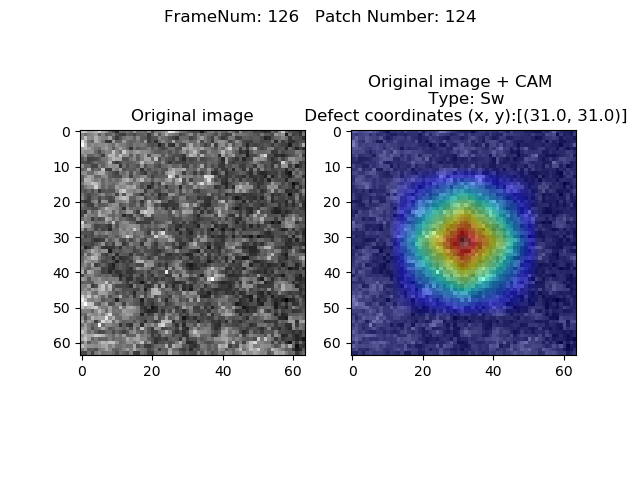 FrameNum: 126   Patch Number: 124
Original image
Original image + CAM
Type: Sw
Defect coordinates (x, y):[(31.0, 31.0)]
0
10
20
30
40
50
60
0 20 40 60
0
10
20
30
40
50
60
0 20 40 60